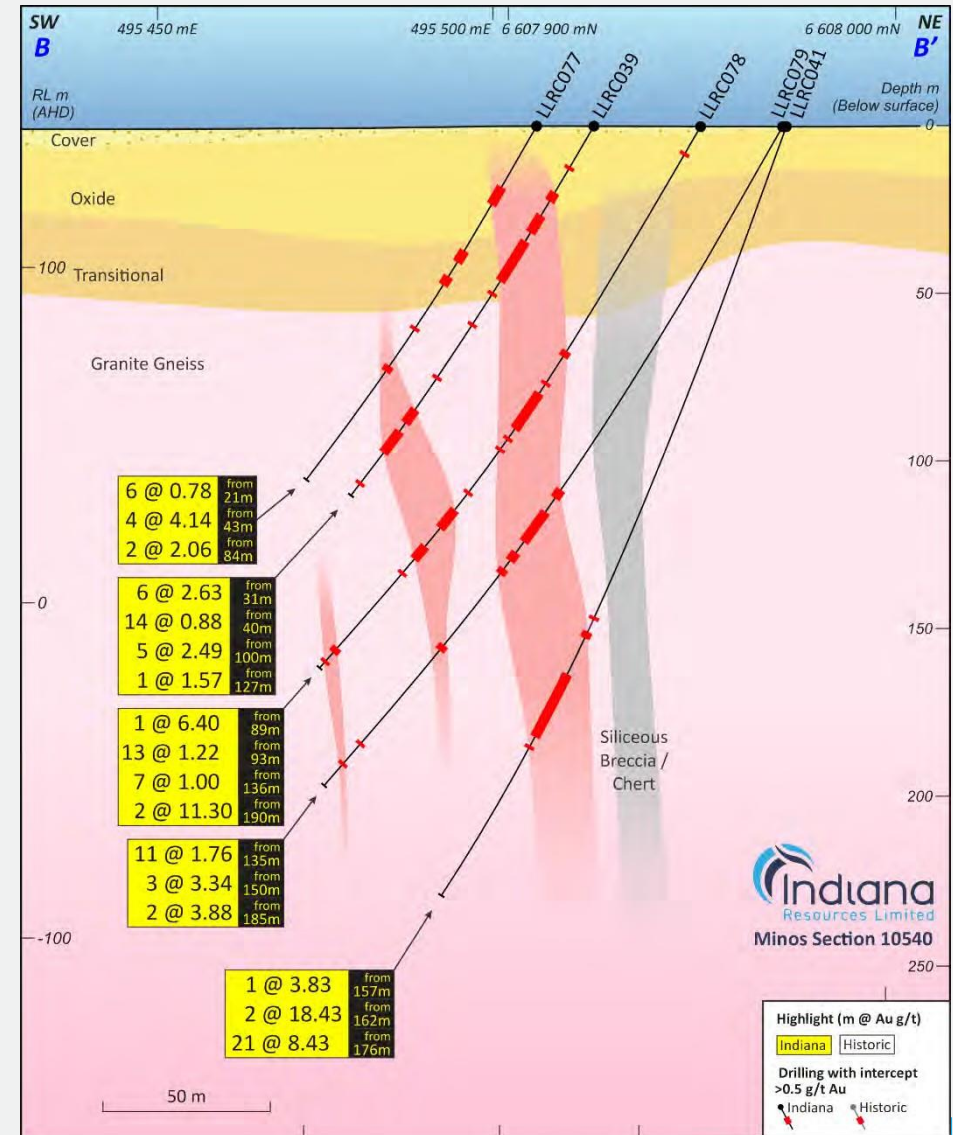 SW
B
495 450 mE
495 500 mE
6 607 900 mN
6 608 000 mN
NE
B'
RL m
(AHD)
Depth m
(Below surface)
LLRC077
LLRC039
LLRC078
LLRC079
LLRC041
0
Cover
Oxide
100
Transitional
50
Granite Gneiss
100
6 @ 0.78 from 21m
4 @ 4.14 from 43m
2 @ 2.06 from 84m
6 @ 2.63 from 31m
14 @ 0.88 from 40m
5 @ 2.49 from 100m
1 @ 1.57 from 127m
0
150
1 @ 6.40 from 89m
13 @ 1.22 from 93m
7 @ 1.00 from 136m
2 @ 11.30 from 190m
Siliceous
Breccia /
Chert
200
11 @ 1.76 from 135m
3 @ 3.34 from 150m
2 @ 3.88 from 185m
Indiana
Resources Limited
Minos Section 10540
-100
250
1 @ 3.83 from 157m
2 @ 18.43 from 162m
21 @ 8.43 from 176m
50 m
Highlight (m @ Au g/t)
Indiana
Historic
Drilling with intercept
>0.5 g/t Au
Indiana
Historic